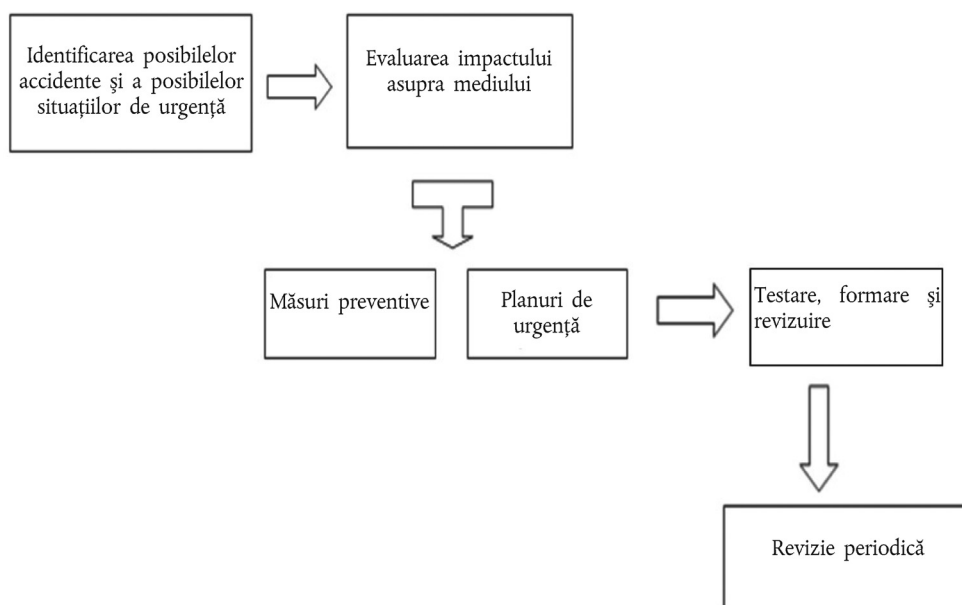 Identificarea posibilelor
accidente şi a posibilelor
situaţiilor de urgenţă
Evaluarea impactului
asupra mediului
Măsuri preventive
Planuri de
urgenţă
Testare, formare şi
revizuire
Revizie periodică